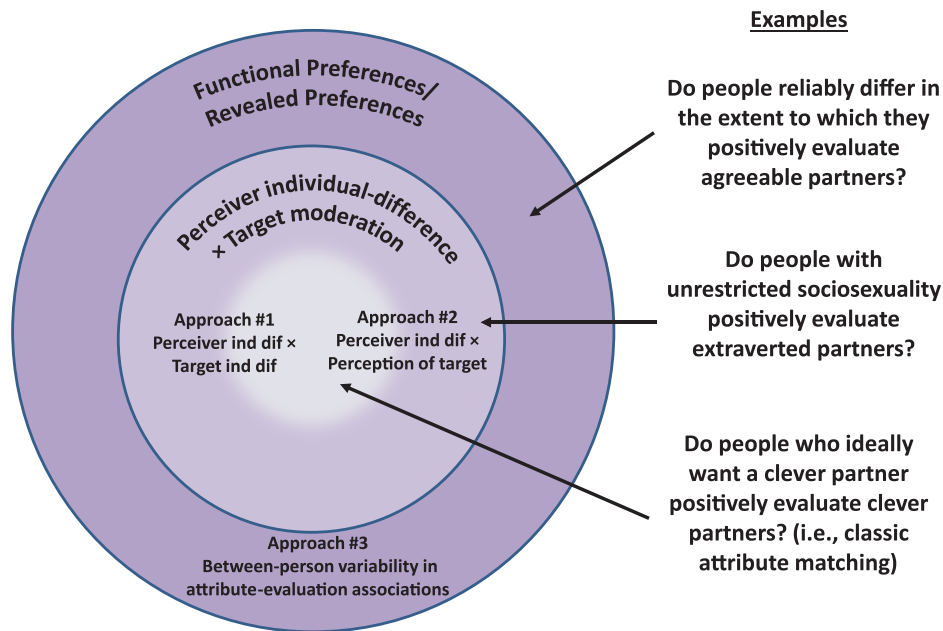 Functional Preferences/
Revealed Preferences
Perceiver individual-difference
× Target moderation
Approach #1
Perceiver ind dif ×
Target ind dif
Approach #2
Perceiver ind dif ×
Perception of target
Approach #3
Between-person variability in
attribute-evaluation associations
Examples
Do people reliably differ in
the extent to which they
positively evaluate
agreeable partners?
Do people with
unrestricted sociosexuality
positively evaluate
extraverted partners?
Do people who ideally
want a clever partner
positively evaluate clever
partners? (i.e., classic
attribute matching)